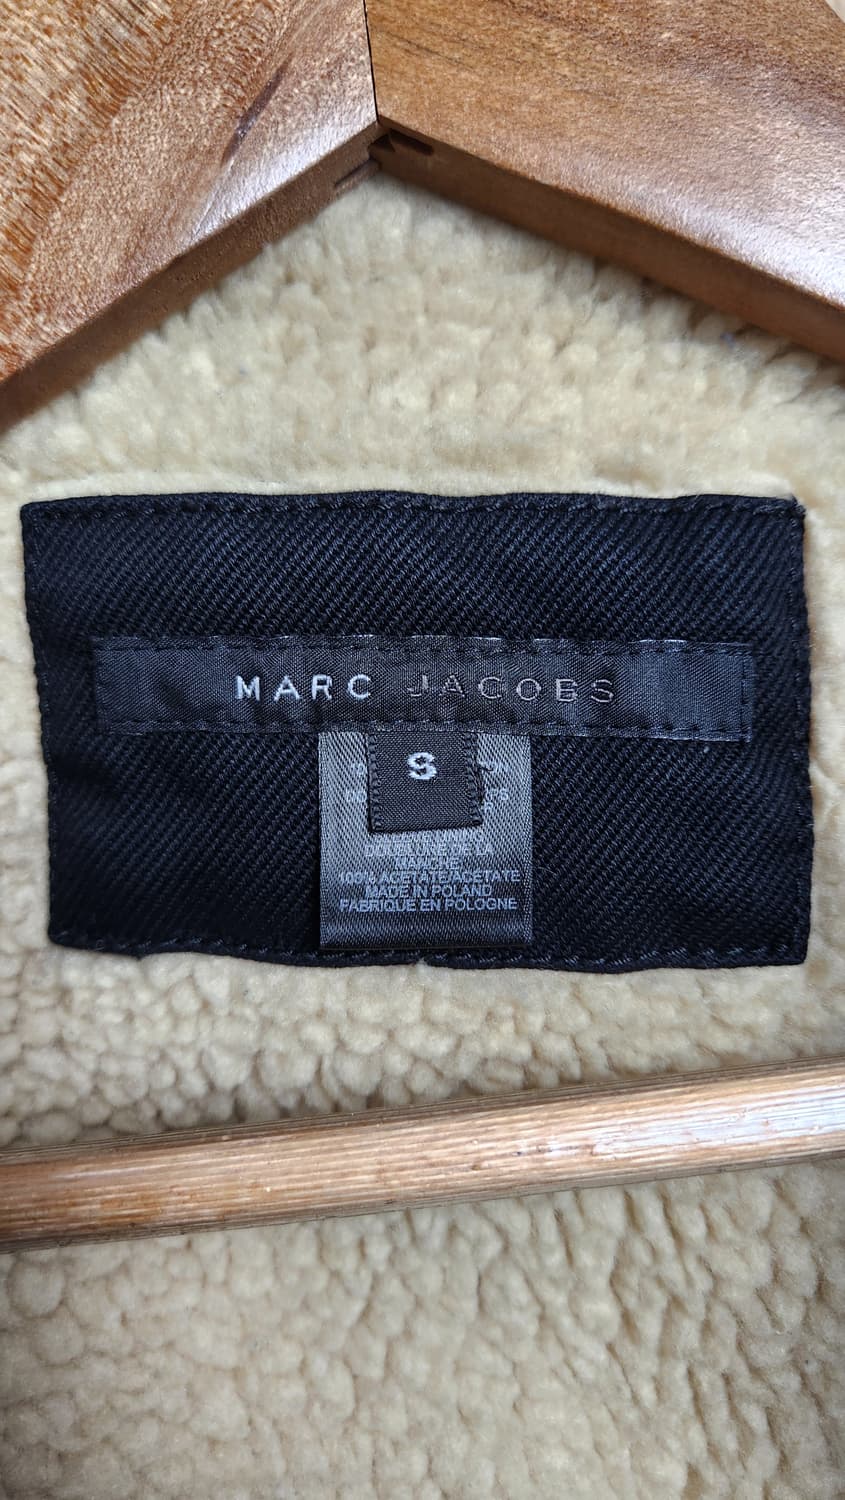 MARC JACOBS
S
DOUBLURE DE LA
MANCHE
100% ACETATE/ACETATE
MADE IN POLAND
FABRIQUE EN POLOGNE